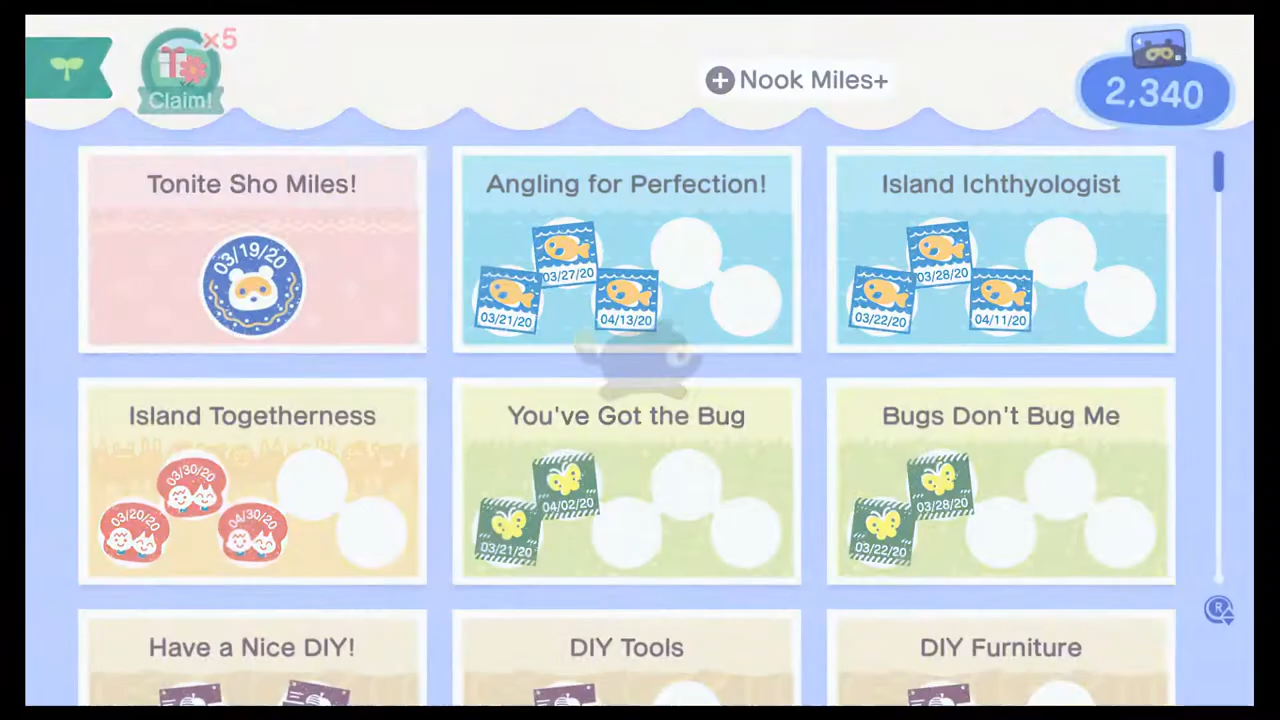 ×5
Claim!
Nook Miles+
2,340
Tonite Sho Miles!
03/19/20
Angling for Perfection!
03/21/20
03/27/20
04/13/20
Island Ichthyologist
03/22/20
03/28/20
04/11/20
Island Togetherness
03/20/20
03/30/20
04/30/20
You've Got the Bug
03/21/20
04/02/20
Bugs Don't Bug Me
03/22/20
03/28/20
R
Have a Nice DIY!
DIY Tools
DIY Furniture